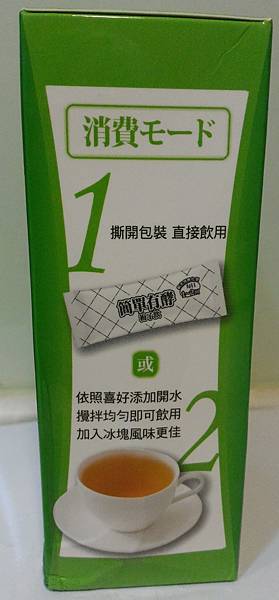 消費モード
1
撕開包裝 直接飲用
簡單有酵
或
2
依照喜好添加開水
攪拌均勻即可飲用
加入冰塊風味更佳